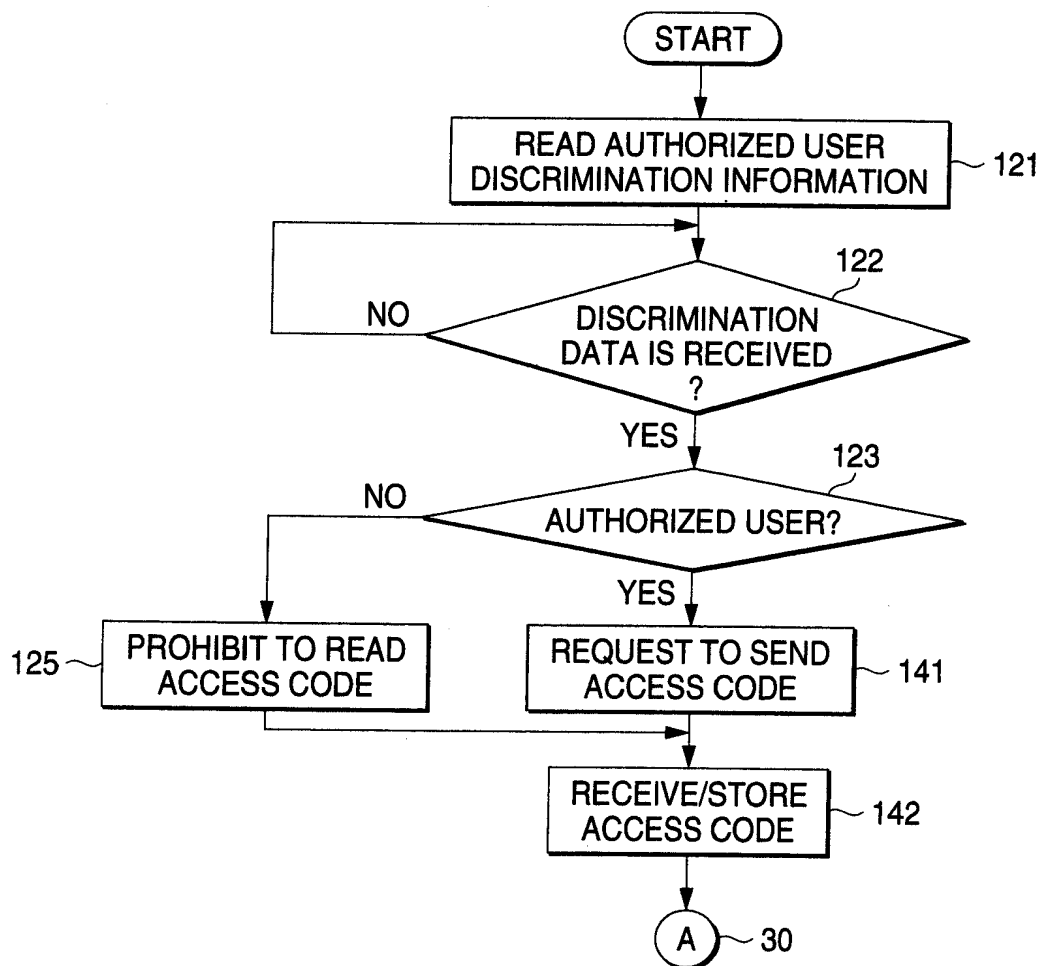 START
READ AUTHORIZED USER
DISCRIMINATION INFORMATION
121
122
NO
DISCRIMINATION
DATA IS RECEIVED
?
YES
123
NO
AUTHORIZED USER?
YES
125
PROHIBIT TO READ
ACCESS CODE
REQUEST TO SEND
ACCESS CODE
141
RECEIVE/STORE
ACCESS CODE
142
A
30